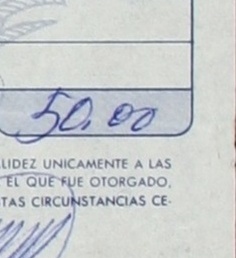 50.00
LIDEZ UNICAMENTE A LAS
EL QUE FUE OTORGADO,
TAS CIRCUNSTANCIAS CE-